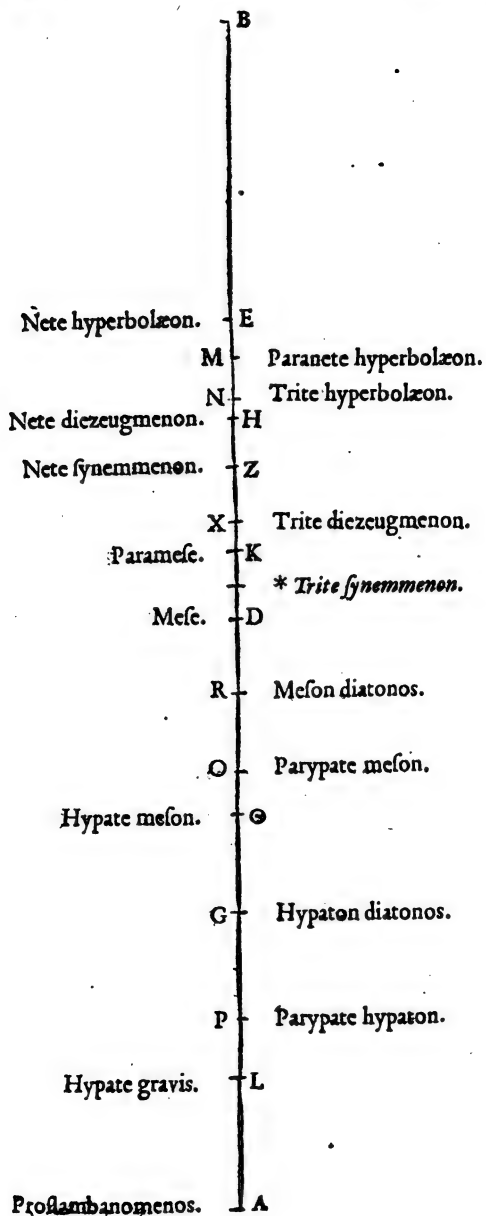 B
Nete hyperbolæon. E
M Paranete hyperbolæon.
N Trite hyperbolæon.
Nete diezeugmenon. H
Nete ſynemmenon. Z
X Trite diezeugmenon.
Parameſe. K
* Trite ſynemmenon.
Meſe. D
R Meſon diatonos.
O Parypate meſon.
Hypate meſon. Θ
G Hypaton diatonos.
P Parypate hypaton.
Hypate gravis. L
Proſlambanomenos. A